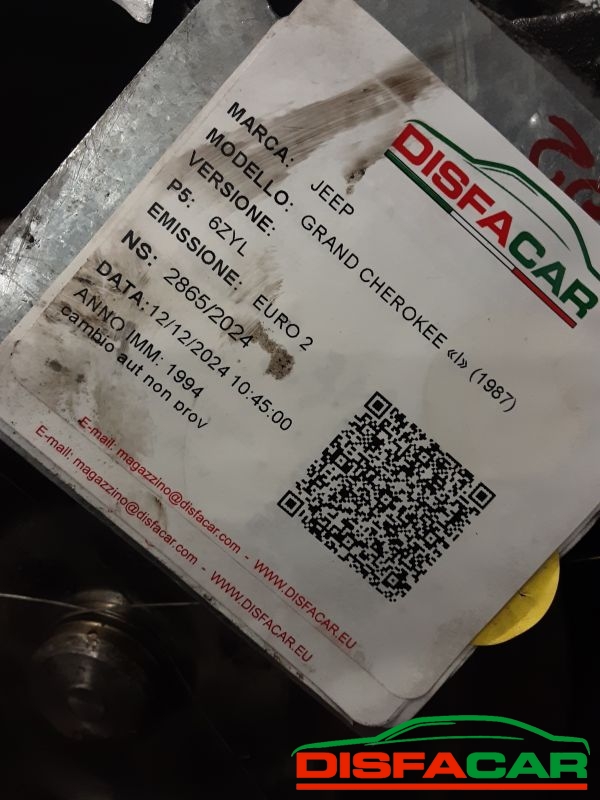 DISFACAR
MARCA: JEEP
MODELLO: GRAND CHEROKEE «I» (1987)
VERSIONE:
P5: 6ZYL
EMISSIONE: EURO 2
NS: 2865/2024
DATA:12/12/2024 10:45:00
ANNO IMM: 1994
cambio aut non prov
E-mail: magazzino@disfacar.com - WWW.DISFACAR.EU
E-mail: magazzino@disfacar.com - WWW.DISFACAR.EU
DISFACAR